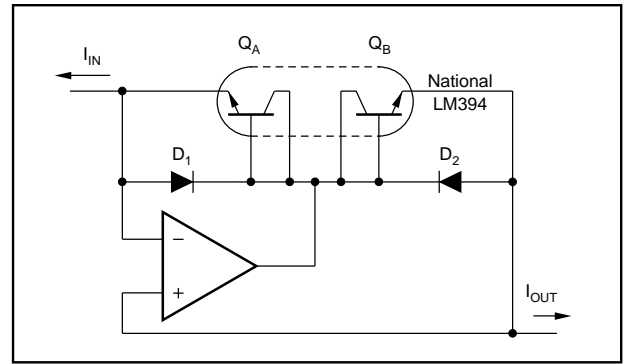 I_IN
Q_A
Q_B
National
LM394
D_1
D_2
−
+
I_OUT